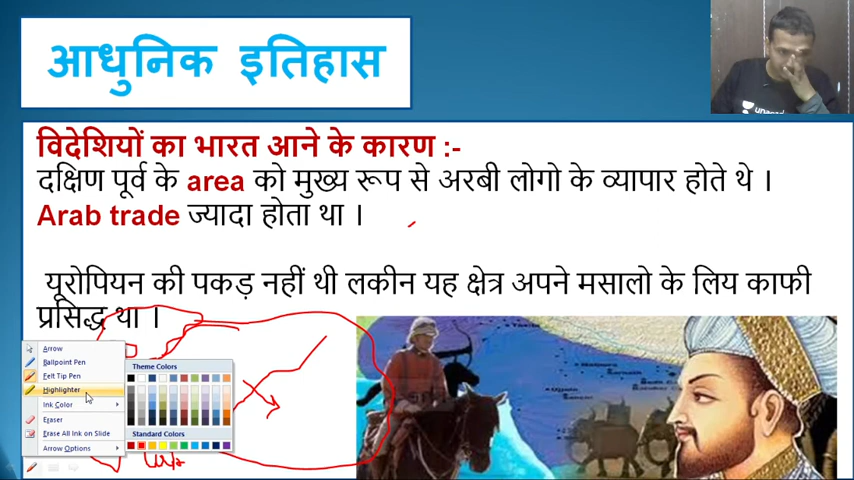 आधुनिक इतिहास
विदेशियों का भारत आने के कारण :-
दक्षिण पूर्व के area को मुख्य रूप से अरबी लोगो के व्यापार होते थे ।
Arab trade ज्यादा होता था ।
यूरोपियन की पकड़ नहीं थी लकीन यह क्षेत्र अपने मसालो के लिय काफी
प्रसिद्ध था ।
Arrow
Ballpoint Pen
Felt Tip Pen
Highlighter
Ink Color
Eraser
Erase All Ink on Slide
Arrow Options
Theme Colors
Standard Colors